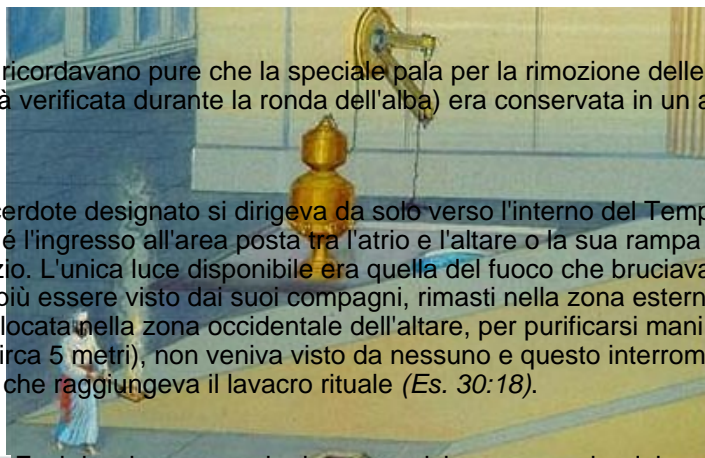 ricordavano pure che la speciale pala per la rimozione delle
à verificata durante la ronda dell'alba) era conservata in un a
cerdote designato si dirigeva da solo verso l'interno del Temp
é l'ingresso all'area posta tra l'atrio e l'altare o la sua rampa
zio. L'unica luce disponibile era quella del fuoco che bruciava
più essere visto dai suoi compagni, rimasti nella zona estern
locata nella zona occidentale dell'altare, per purificarsi mani
irca 5 metri), non veniva visto da nessuno e questo interrom
che raggiungeva il lavacro rituale (Es. 30:18).